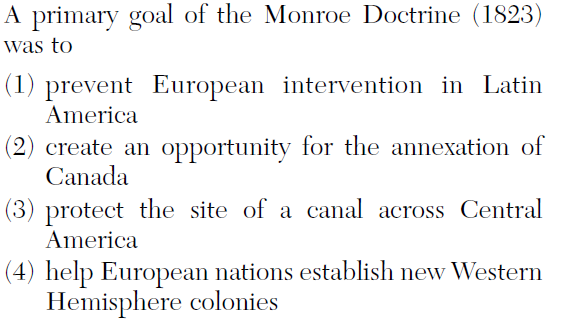 A primary goal of the Monroe Doctrine (1823)
was to
(1) prevent European intervention in Latin
America
(2) create an opportunity for the annexation of
Canada
(3) protect the site of a canal across Central
America
(4) help European nations establish new Western
Hemisphere colonies